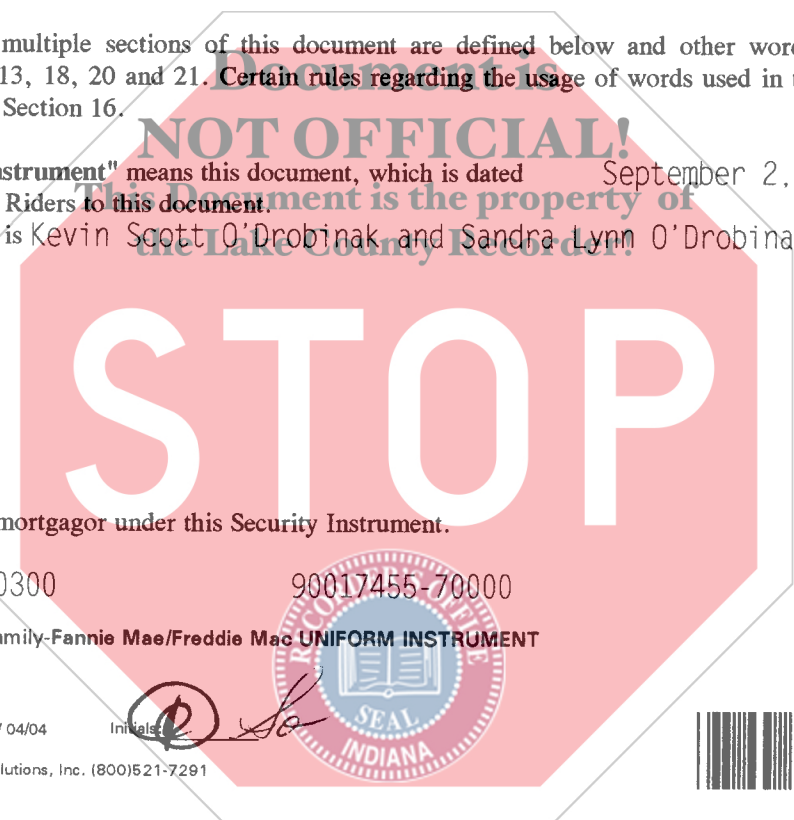 multiple sections of this document are defined below and other wor
Document is
13, 18, 20 and 21. Certain rules regarding the usage of words used in
Section 16.
NOT OFFICIAL!
strument" means this document, which is dated September 2,
This Document is the property of
Riders to this document.
is Kevin Scott O'Drobinak and Sandra Lynn O'Drobina
the Lake County Recorder!
STOP
mortgagor under this Security Instrument.
0300 90017455-70000
amily-Fannie Mae/Freddie Mac UNIFORM INSTRUMENT
RECORDER'S OFFICE
SEAL
INDIANA
04/04 Initials:
lutions, Inc. (800)521-7291